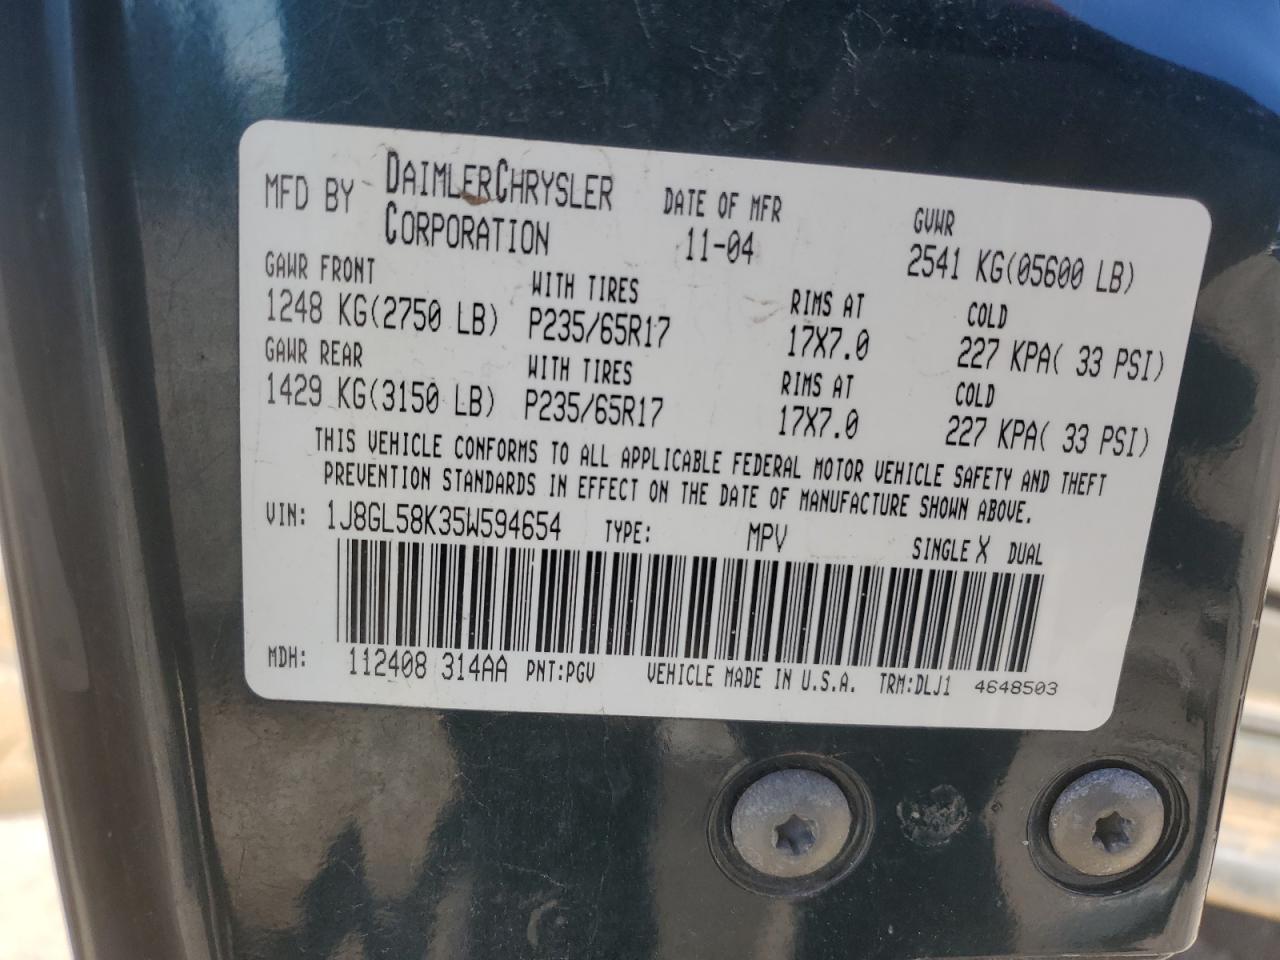 MFD BY DAIMLERCHRYSLER CORPORATION DATE OF MFR 11-04 GVWR 2541 KG(05600 LB)
GAWR FRONT WITH TIRES RIMS AT COLD
1248 KG(2750 LB) P235/65R17 17X7.0 227 KPA( 33 PSI)
GAWR REAR WITH TIRES RIMS AT COLD
1429 KG(3150 LB) P235/65R17 17X7.0 227 KPA( 33 PSI)
THIS VEHICLE CONFORMS TO ALL APPLICABLE FEDERAL MOTOR VEHICLE SAFETY AND THEFT
PREVENTION STANDARDS IN EFFECT ON THE DATE OF MANUFACTURE SHOWN ABOVE.
VIN: 1J8GL58K35W594654 TYPE: MPV SINGLE X DUAL
MDH: 112408 314AA PNT:PGV VEHICLE MADE IN U.S.A. TRM:DLJ1 4648503